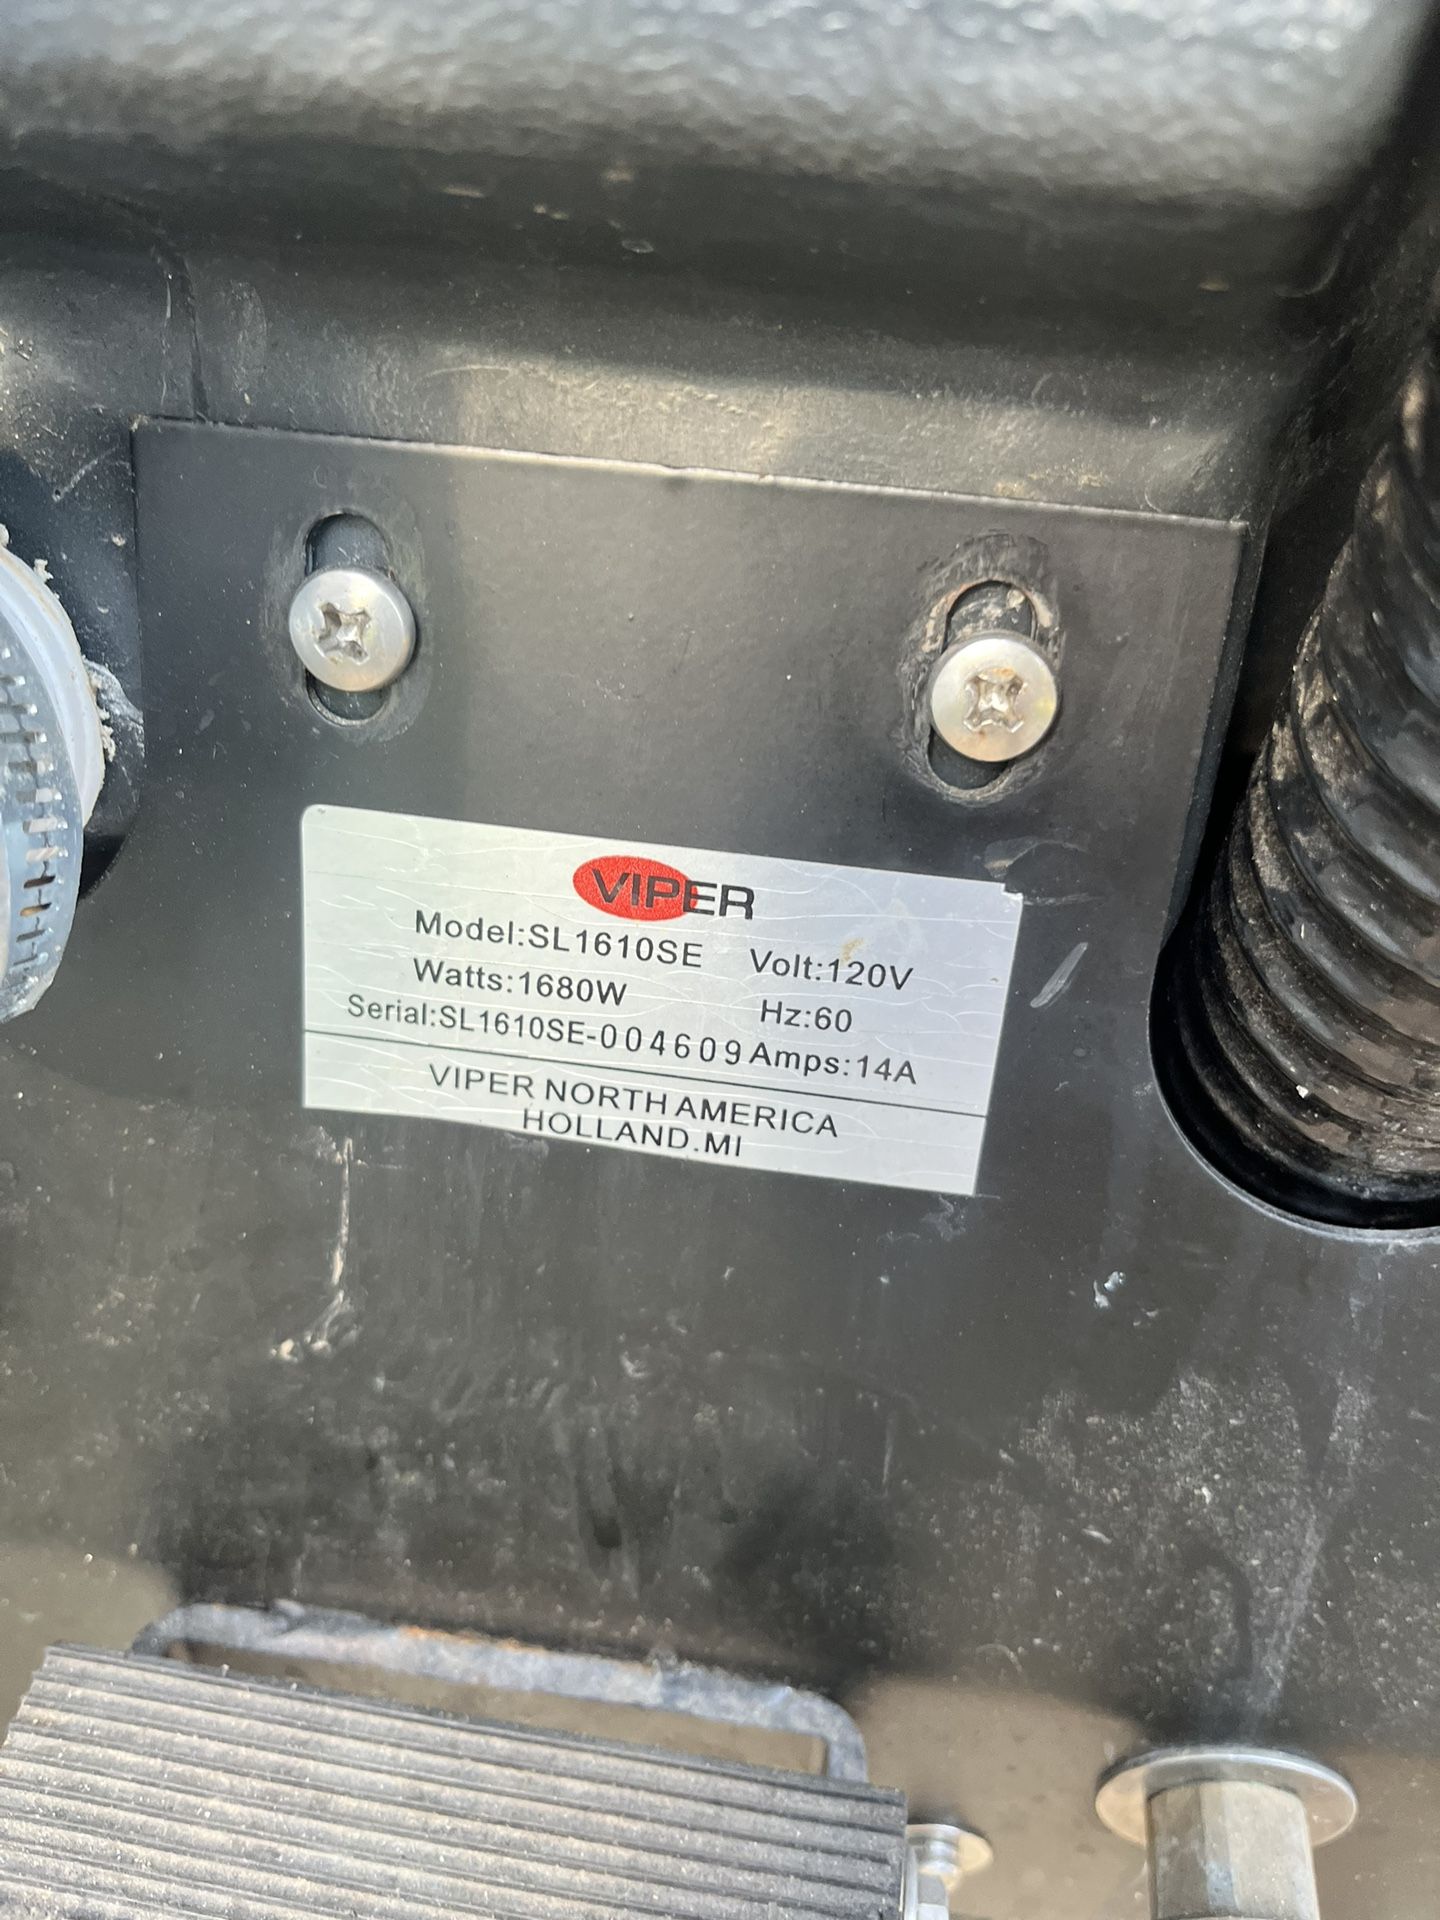 VIPER
Model:SL1610SE Volt:120V
Watts:1680W Hz:60
Serial:SL1610SE-004609 Amps:14A
VIPER NORTH AMERICA
HOLLAND.MI